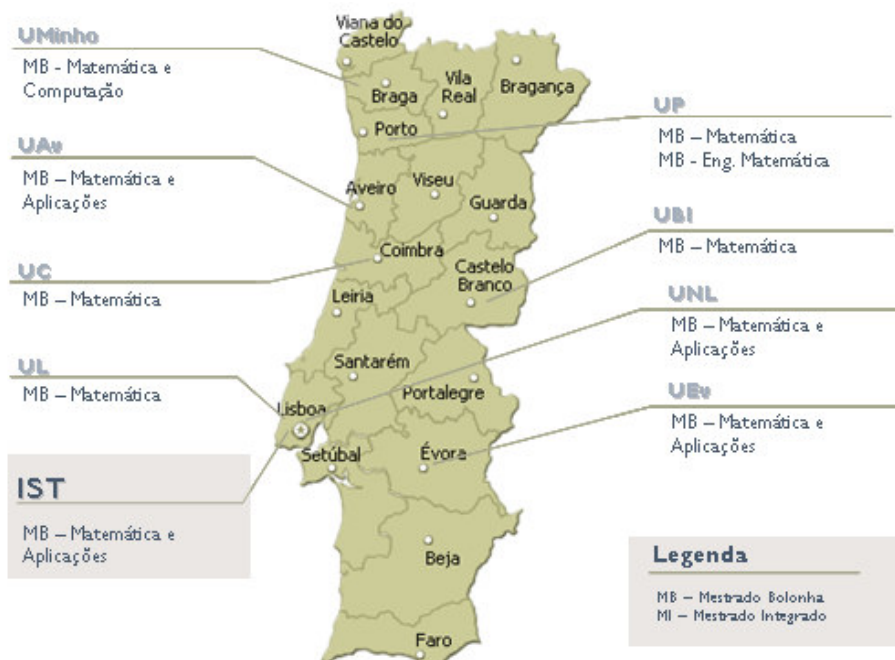 UMinho
MB - Matemática e
Computação
UAv
MB – Matemática e
Aplicações
UC
MB – Matemática
UL
MB – Matemática
IST
MB – Matemática e
Aplicações
Viana do
Castelo
Braga
Vila
Real
Bragança
Porto
Aveiro
Viseu
Guarda
Coimbra
Castelo
Branco
Leiria
Santarém
Portalegre
Lisboa
Setúbal
Évora
Beja
Faro
UP
MB – Matemática
MB - Eng. Matemática
UBI
MB – Matemática
UNL
MB – Matemática e
Aplicações
UEv
MB – Matemática e
Aplicações
Legenda
MB – Mestrado Bolonha
MI – Mestrado Integrado